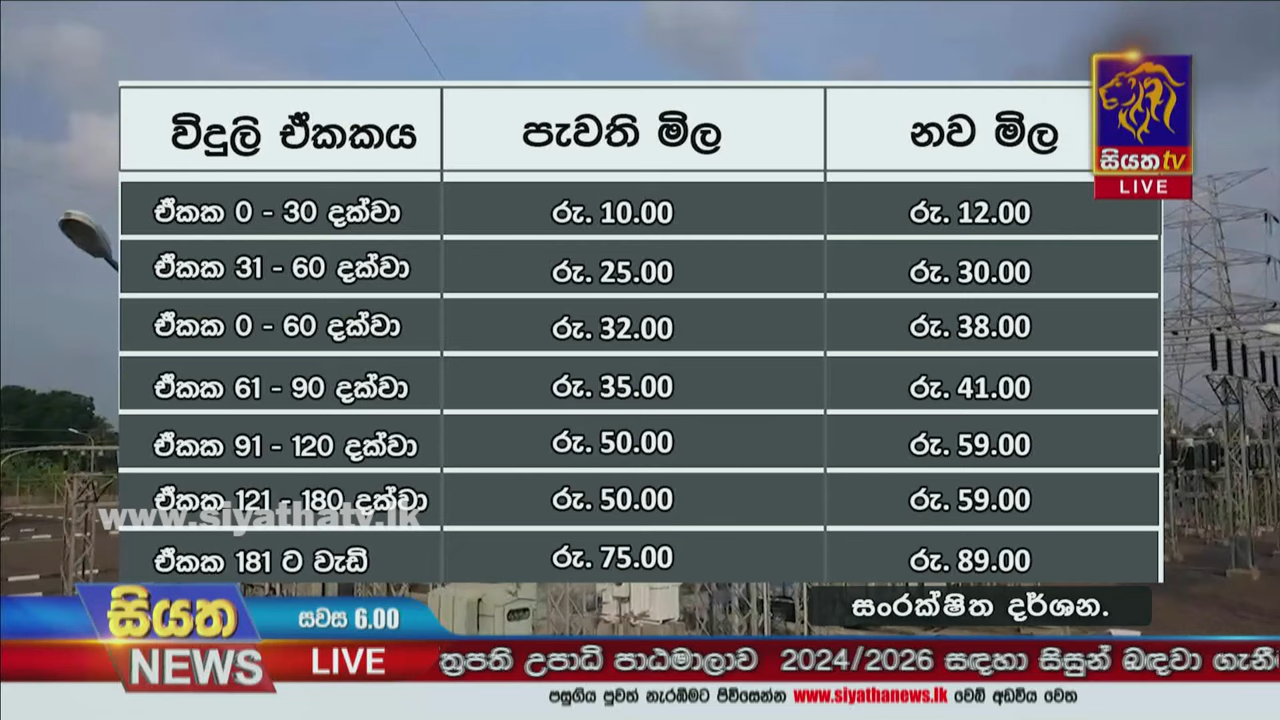 විදුලි ඒකකය පැවති මිල නව මිල
ඒකක 0 - 30 දක්වා රු. 10.00 රු. 12.00
ඒකක 31 - 60 දක්වා රු. 25.00 රු. 30.00
ඒකක 0 - 60 දක්වා රු. 32.00 රු. 38.00
ඒකක 61 - 90 දක්වා රු. 35.00 රු. 41.00
ඒකක 91 - 120 දක්වා රු. 50.00 රු. 59.00
ඒකක 121 - 180 දක්වා රු. 50.00 රු. 59.00
ඒකක 181 ට වැඩි රු. 75.00 රු. 89.00
සියත tv
LIVE
www.siyathatv.lk
සංරක්ෂිත දර්ශන.
සියත
NEWS
සවස 6.00
LIVE
ත්‍රපති උපාධි පාඨමාලාව 2024/2026 සඳහා සිසුන් බඳවා ගැනී
පසුගිය පුවත් නැරඹීමට පිවිසෙන්න www.siyathanews.lk වෙබ් අඩවිය වෙත